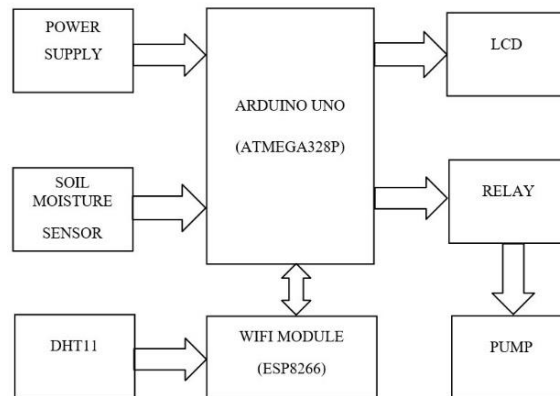 POWER
SUPPLY
LCD
ARDUINO UNO
(ATMEGA328P)
SOIL
MOISTURE
SENSOR
RELAY
DHT11
WIFI MODULE
(ESP8266)
PUMP